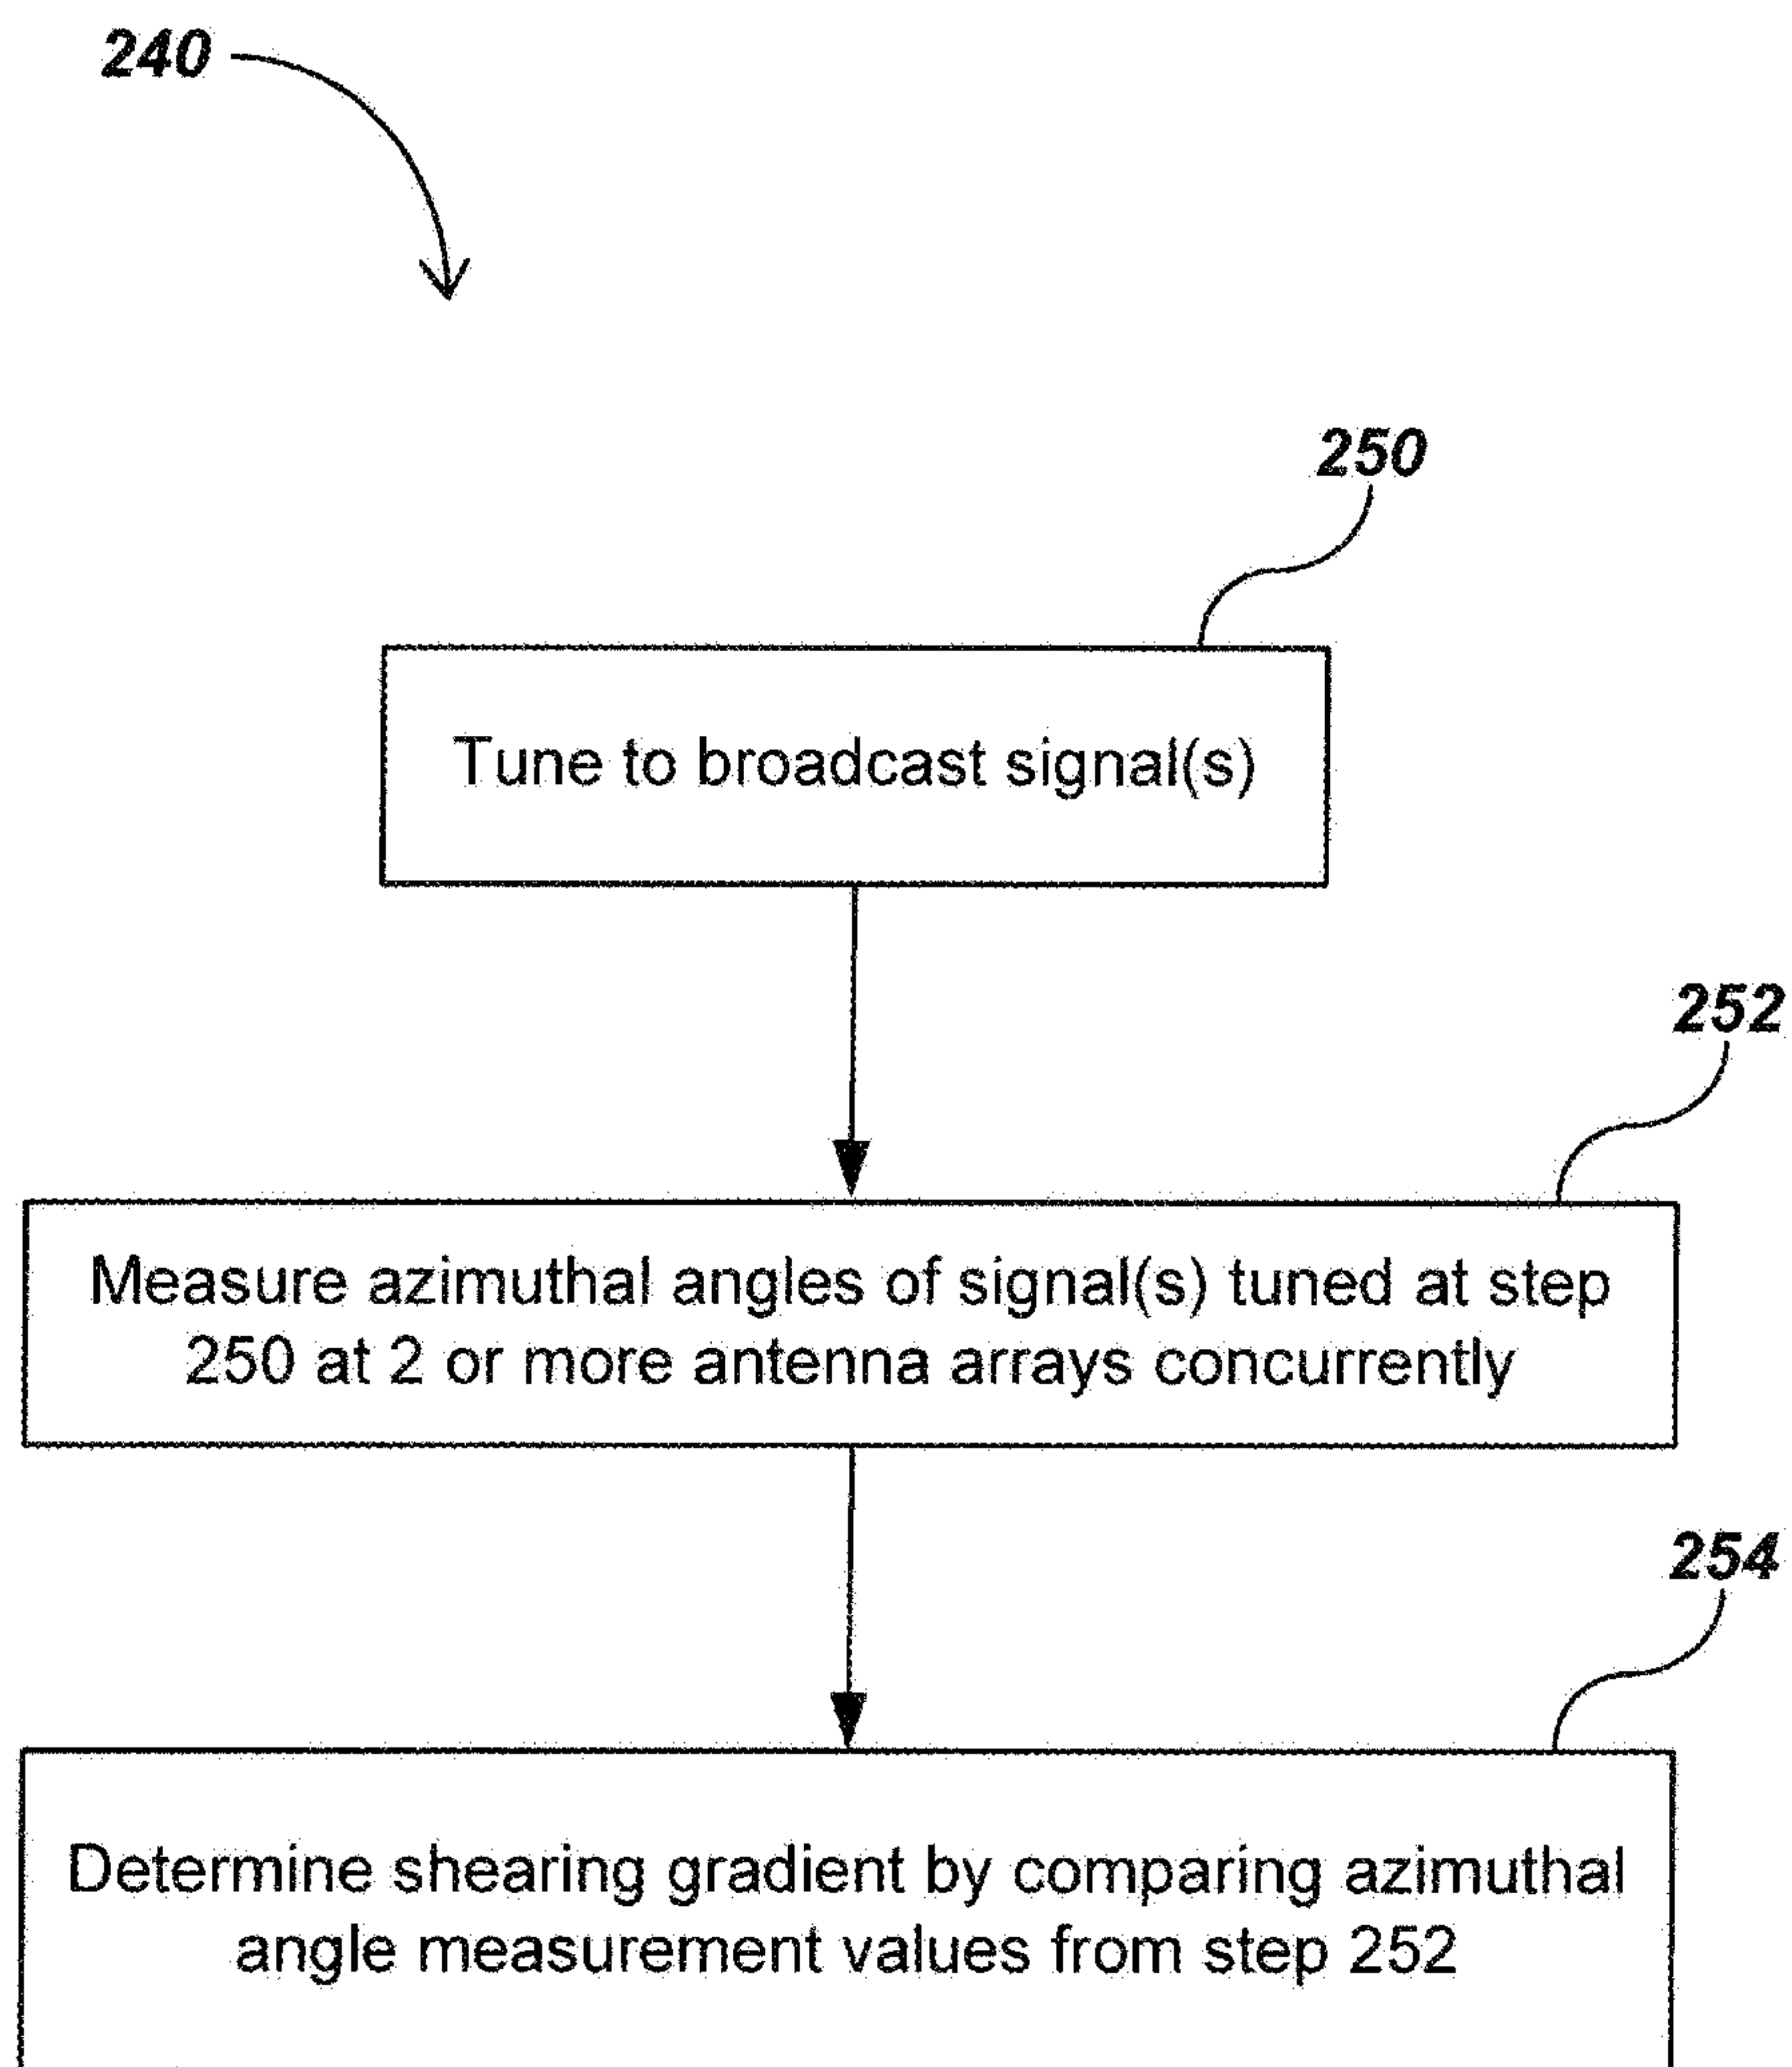 240
250
Tune to broadcast signal(s)
252
Measure azimuthal angles of signal(s) tuned at step
250 at 2 or more antenna arrays concurrently
254
Determine shearing gradient by comparing azimuthal
angle measurement values from step 252